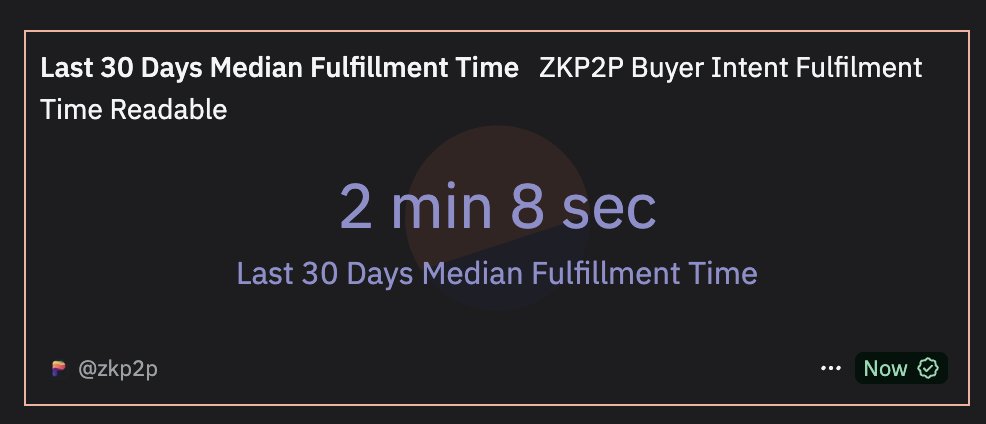 Last 30 Days Median Fulfillment Time ZKP2P Buyer Intent Fulfilment
Time Readable
2 min 8 sec
Last 30 Days Median Fulfillment Time
@zkp2p
Now